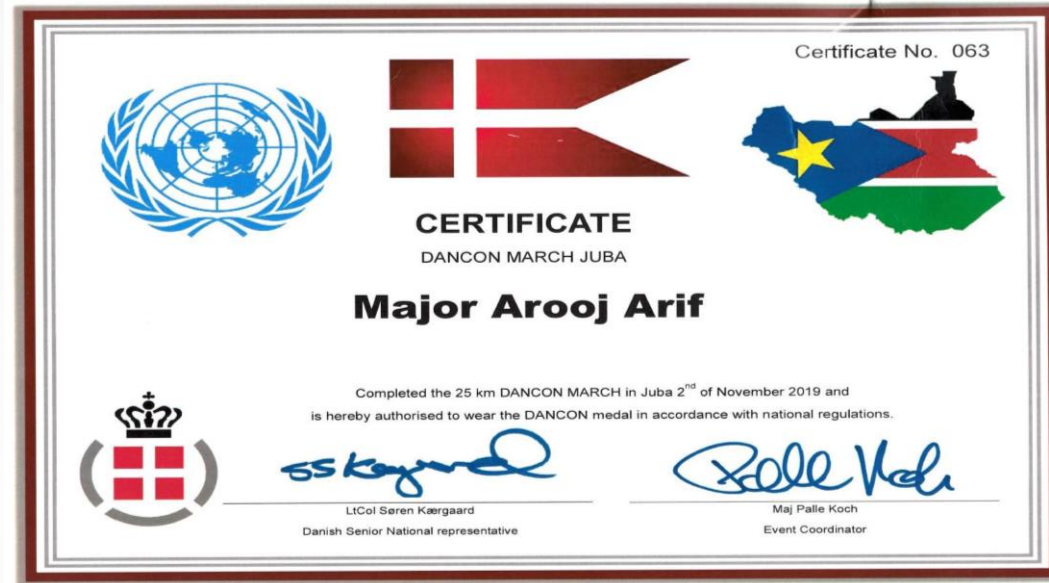 Certificate No. 063
CERTIFICATE
DANCON MARCH JUBA
Major Arooj Arif
Completed the 25 km DANCON MARCH in Juba 2nd of November 2019 and
is hereby authorised to wear the DANCON medal in accordance with national regulations.
LtCol Søren Kærgaard
Danish Senior National representative
Palle Koch
Maj Palle Koch
Event Coordinator